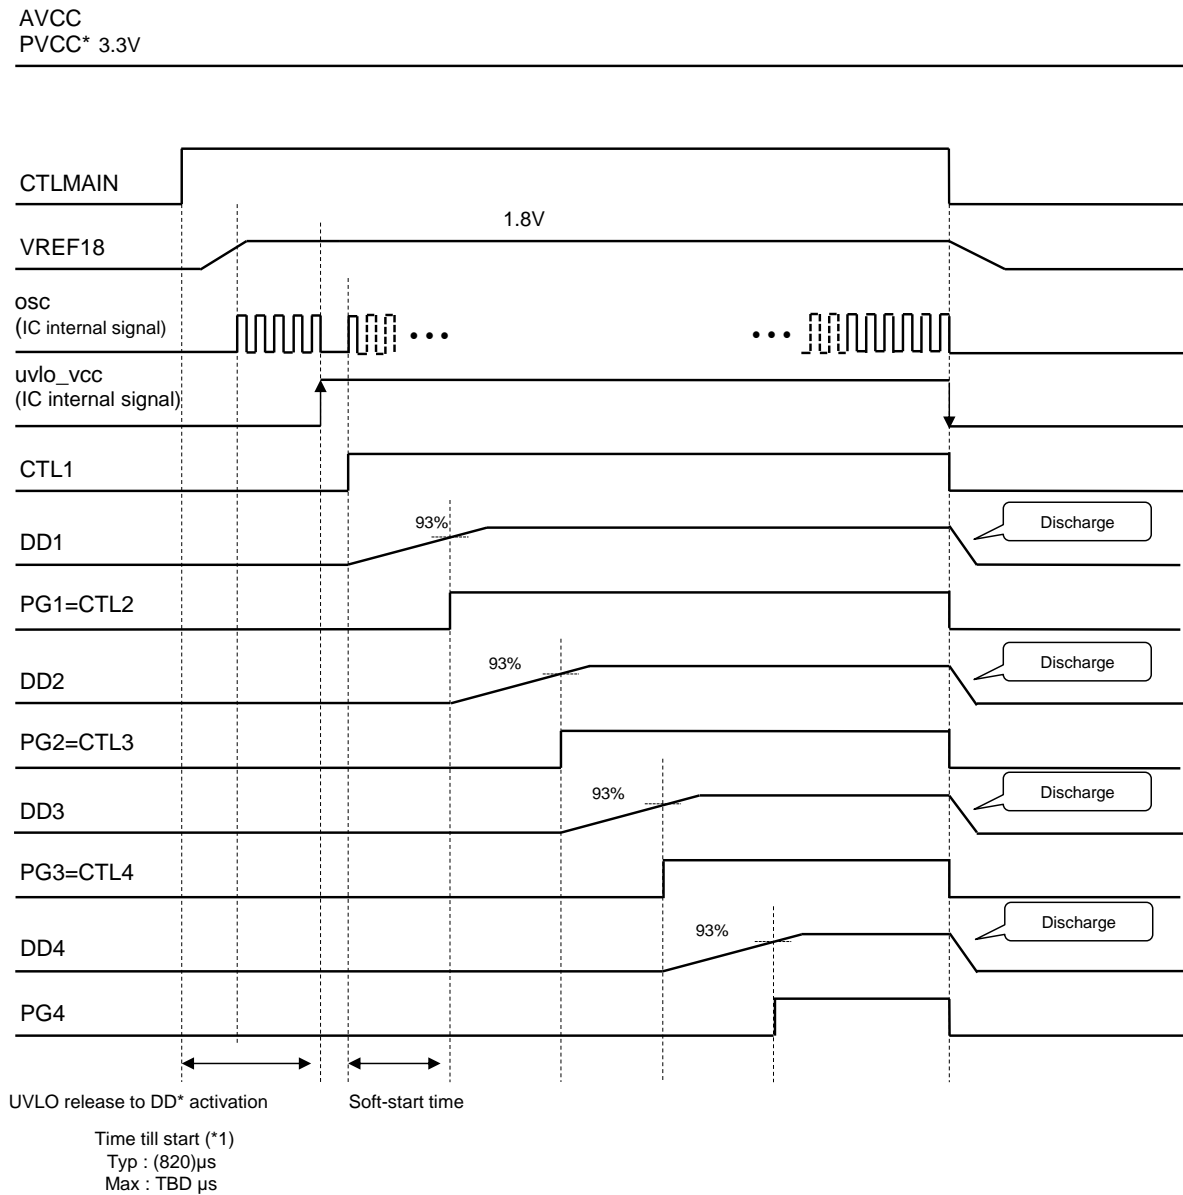 AVCC
PVCC* 3.3V
CTLMAIN
1.8V
VREF18
osc
(IC internal signal)
uvlo_vcc
(IC internal signal)
CTL1
93%
Discharge
DD1
PG1=CTL2
93%
Discharge
DD2
PG2=CTL3
93%
Discharge
DD3
PG3=CTL4
93%
Discharge
DD4
PG4
UVLO release to DD* activation
Soft-start time
Time till start (*1)
Typ : (820)µs
Max : TBD µs